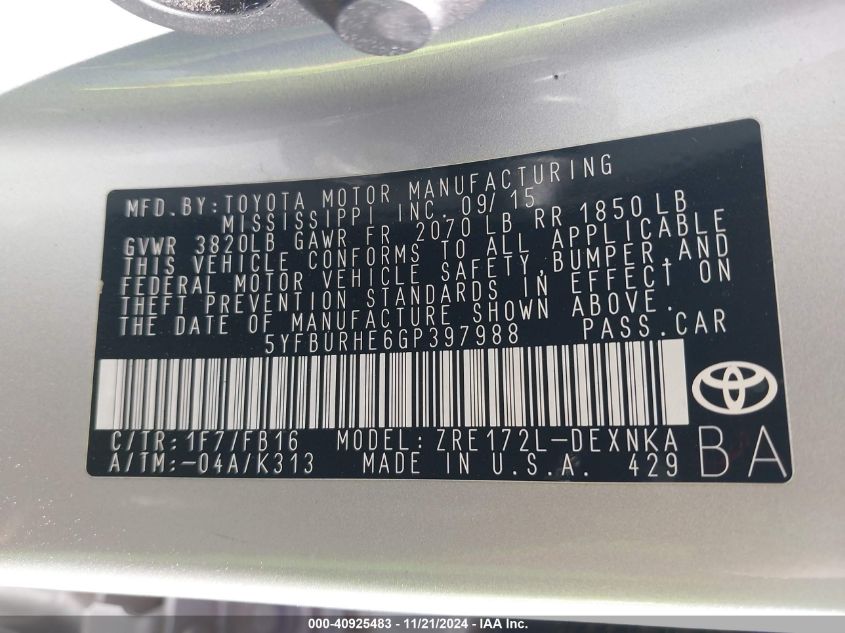 MFD. BY: TOYOTA MOTOR MANUFACTURING
MISSISSIPPI INC. 09/15
GVWR 3820LB GAWR FR 2070 LB RR 1850 LB
THIS VEHICLE CONFORMS TO ALL APPLICABLE
FEDERAL MOTOR VEHICLE SAFETY, BUMPER, AND
THEFT PREVENTION STANDARDS IN EFFECT ON
THE DATE OF MANUFACTURE SHOWN ABOVE.
5YFBURHE6GP397988 PASS. CAR
C/TR: 1F7/FB16 MODEL: ZRE172L-DEXNKA
A/TM: -04A/K313 MADE IN U.S.A. 429 BA
000-40925483 - 11/21/2024 - IAA Inc.